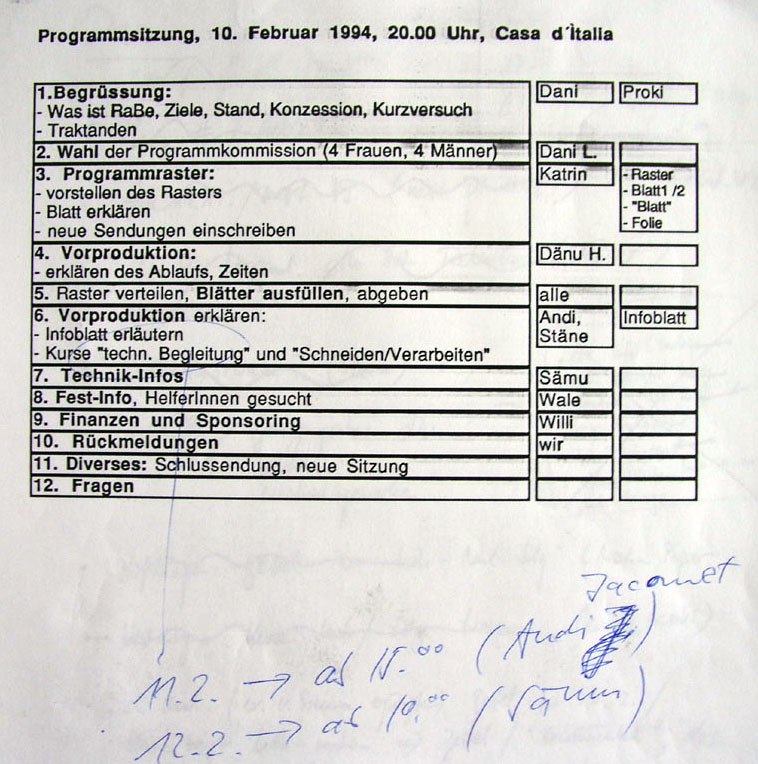 Programmsitzung, 10. Februar 1994, 20.00 Uhr, Casa d´Italia
1.Begrüssung: Dani Proki
- Was ist RaBe, Ziele, Stand, Konzession, Kurzversuch
- Traktanden
2. Wahl der Programmkommission (4 Frauen, 4 Männer) Dani L.
3. Programmraster: Katrin - Raster
- vorstellen des Rasters - Blatt1 /2
- Blatt erklären - "Blatt"
- neue Sendungen einschreiben - Folie
4. Vorproduktion: Dänu H.
- erklären des Ablaufs, Zeiten
5. Raster verteilen, Blätter ausfüllen, abgeben alle
6. Vorproduktion erklären: Andi, Infoblatt
- Infoblatt erläutern Stäne
- Kurse "techn. Begleitung" und "Schneiden/Verarbeiten"
7. Technik-Infos Sämu
8. Fest-Info, HelferInnen gesucht Wale
9. Finanzen und Sponsoring Willi
10. Rückmeldungen wir
11. Diverses: Schlussendung, neue Sitzung
12. Fragen
Jacomet
11.2. → ab 15.00 (Andi )
12.2. → ab 10.00 (Sämu)